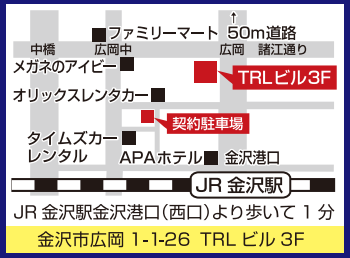 ↑
ファミリーマート 50m道路
中橋 広岡中 広岡 諸江通り
メガネのアイビー
TRLビル3F
オリックスレンタカー
契約駐車場
タイムズカー
レンタル
APAホテル 金沢港口
JR 金沢駅
JR 金沢駅金沢港口(西口)より歩いて1分
金沢市広岡 1-1-26 TRL ビル 3F